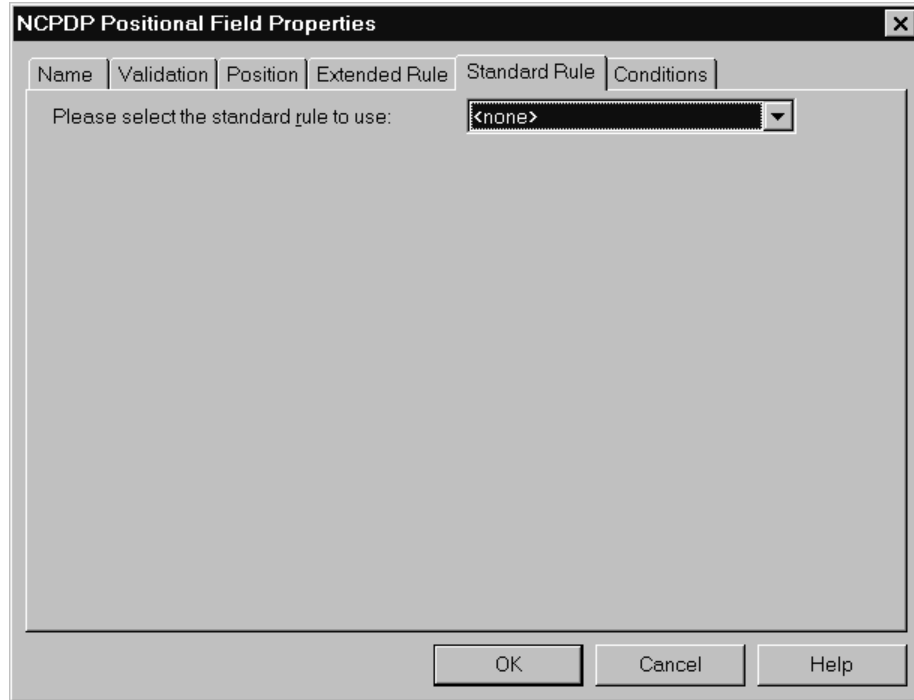 NCPDP Positional Field Properties
Name Validation Position Extended Rule Standard Rule Conditions
Please select the standard rule to use: <none>
OK Cancel Help